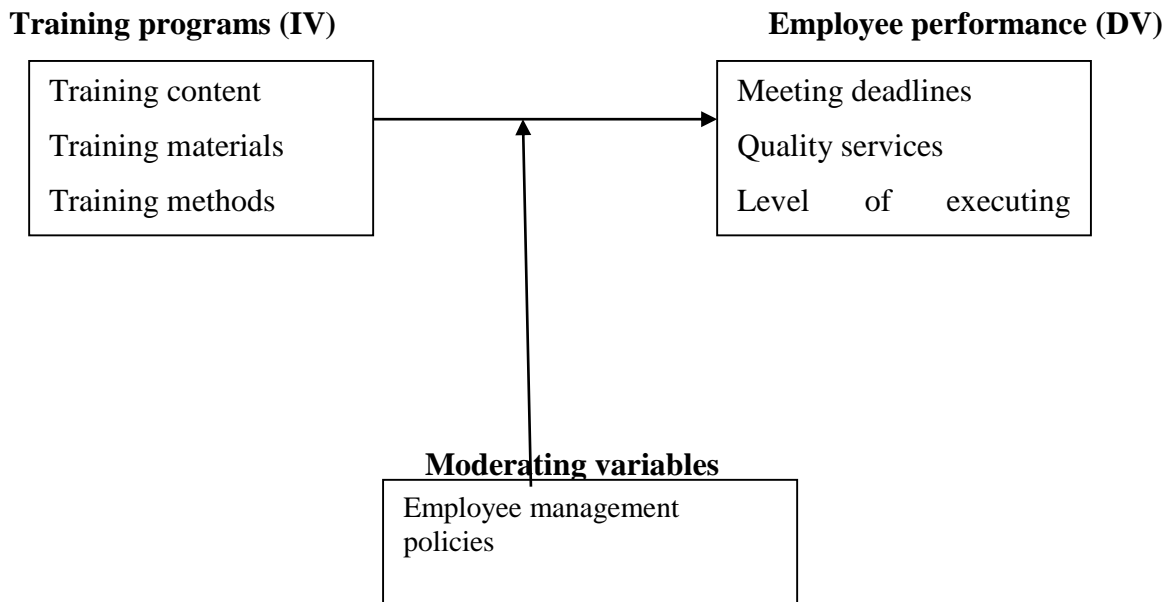 Training programs (IV)
Employee performance (DV)
Training content
Training materials
Training methods
Meeting deadlines
Quality services
Level of executing
Moderating variables
Employee management
policies